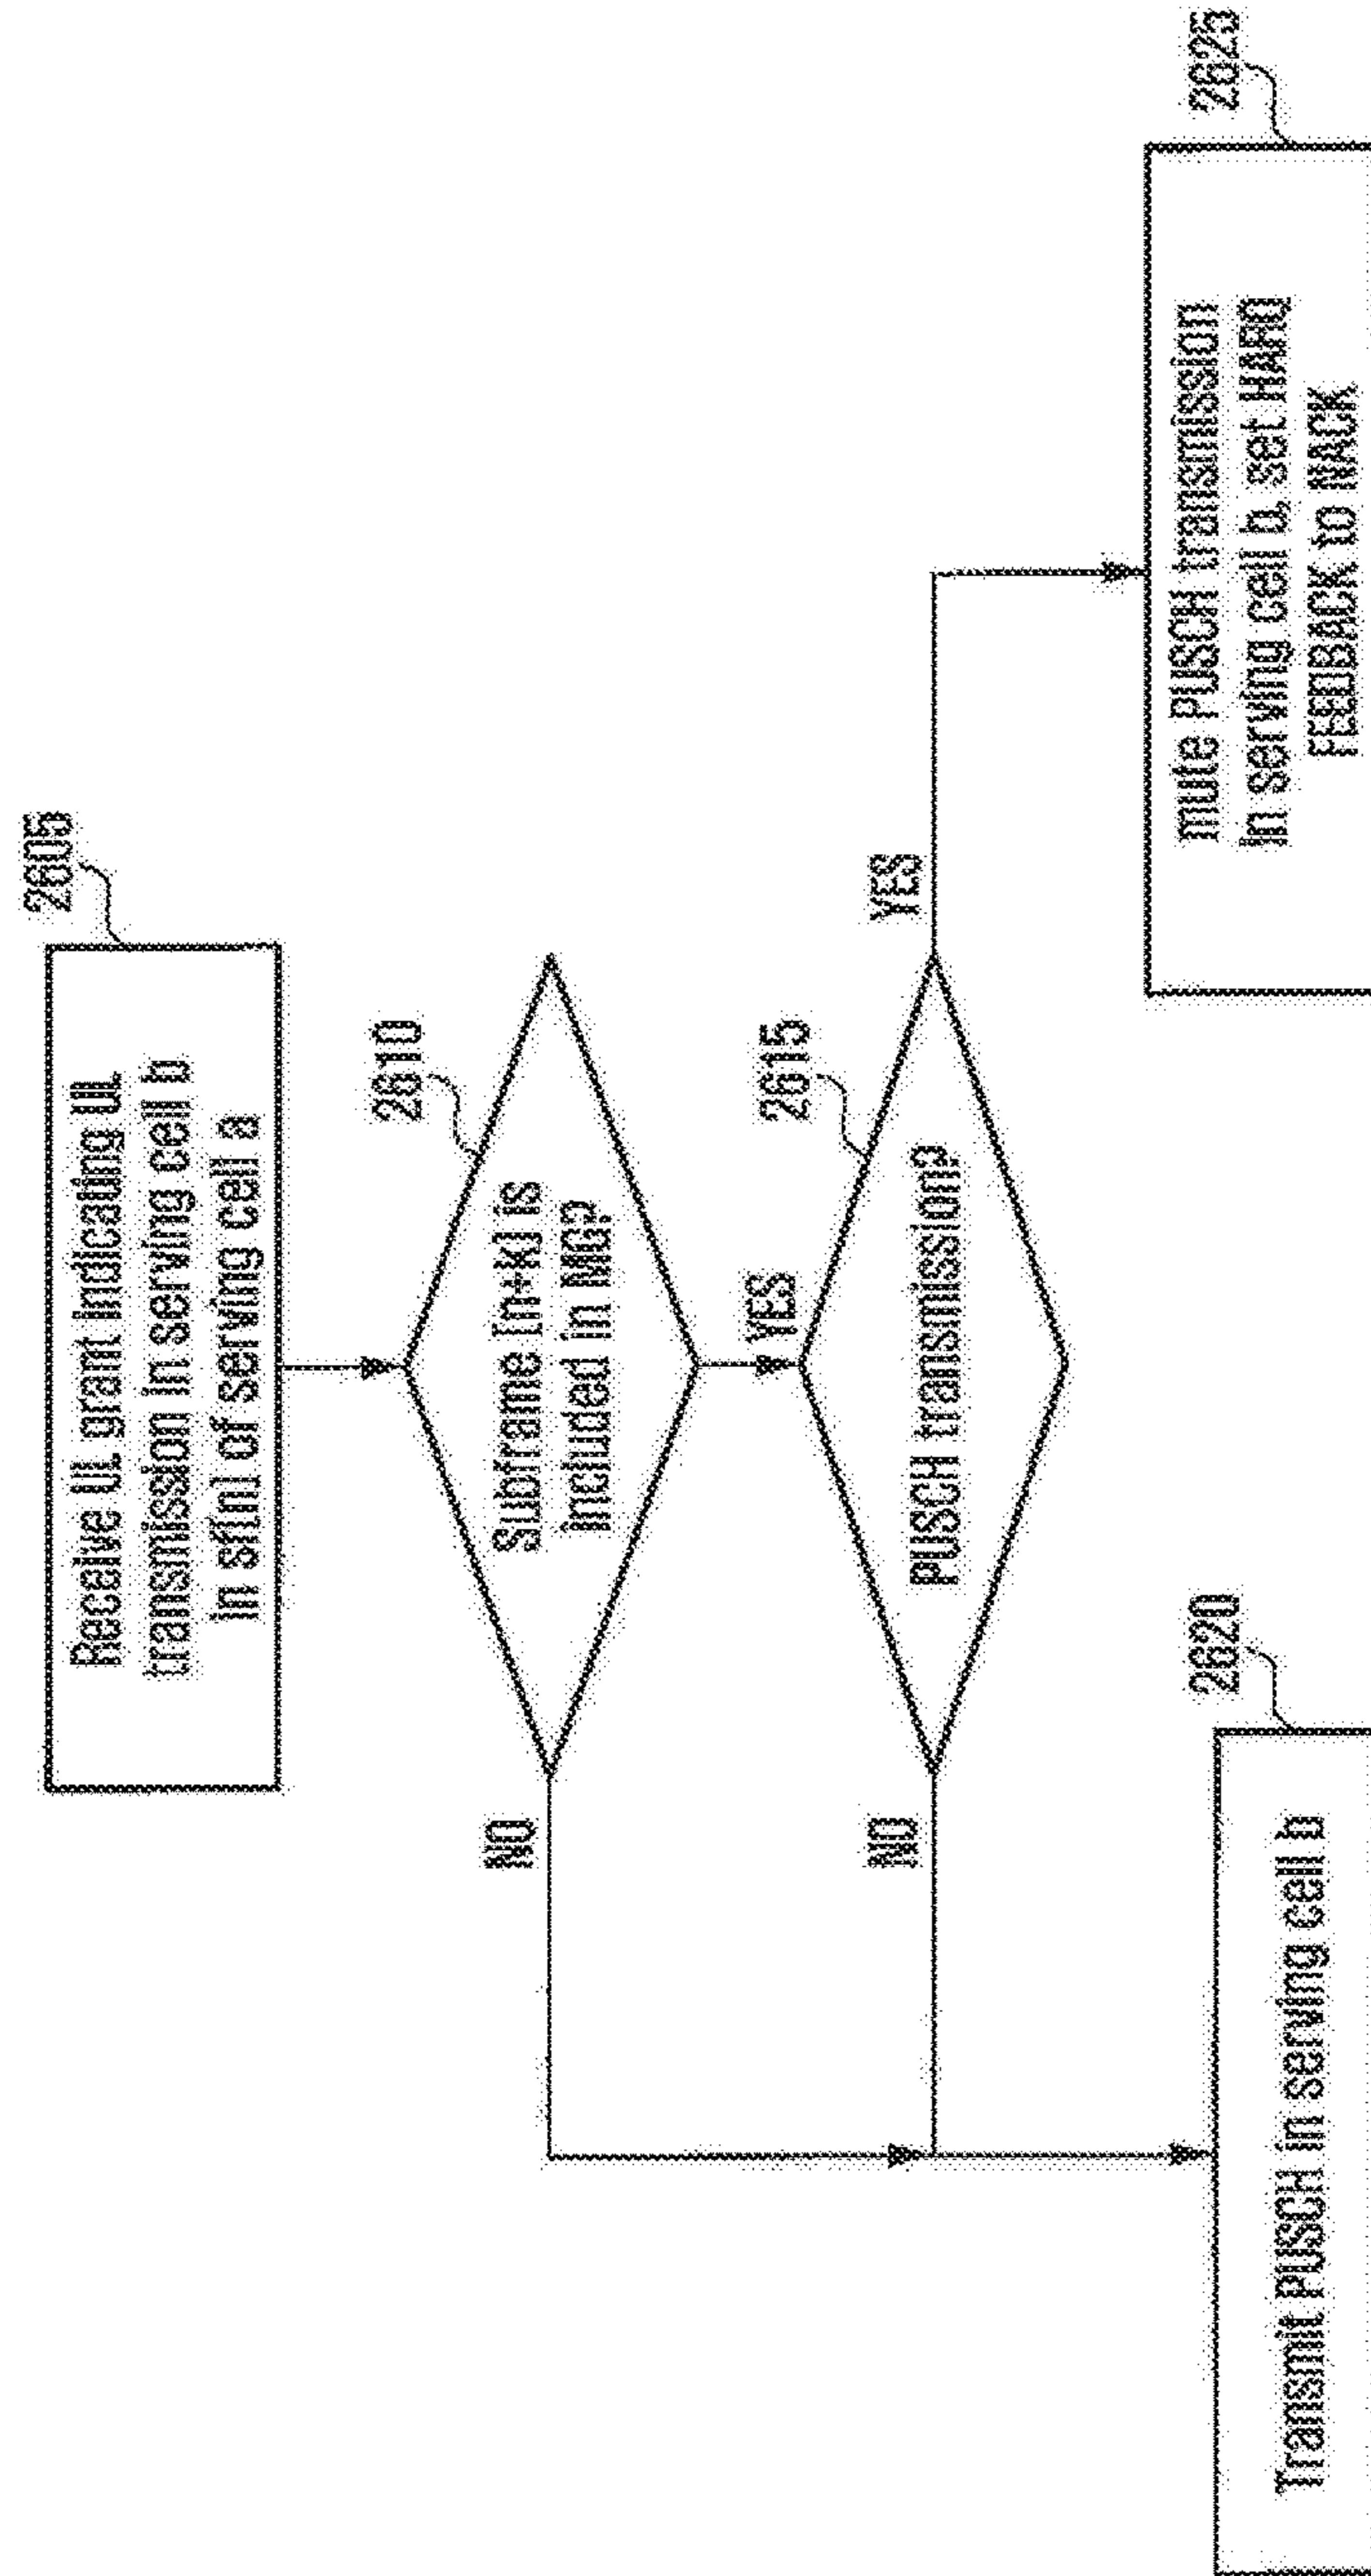 2605
Receive UL grant indicating UL
transmission in serving cell b
in sf[n] of serving cell a
2610
Subframe [n+k] is
included in MG?
NO
YES
2615
PUSCH transmission?
NO
YES
2620
Transmit PUSCH in serving cell b
2625
mute PUSCH transmission
in serving cell b, set HARQ
FEEDBACK to NACK